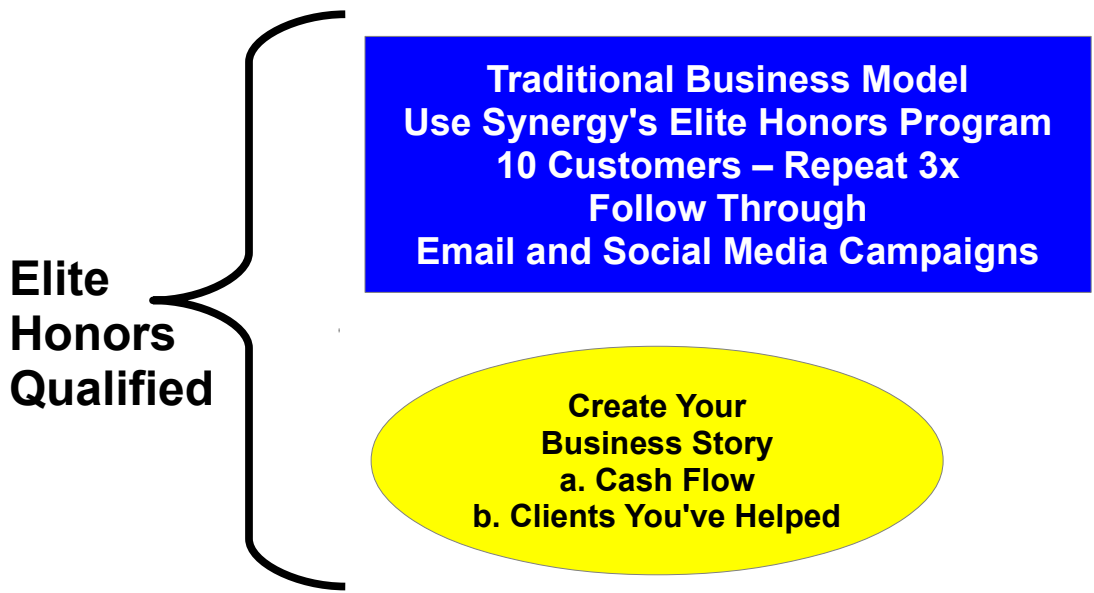 Traditional Business Model
Use Synergy's Elite Honors Program
10 Customers – Repeat 3x
Follow Through
Email and Social Media Campaigns
Elite
Honors
Qualified
Create Your
Business Story
a. Cash Flow
b. Clients You've Helped